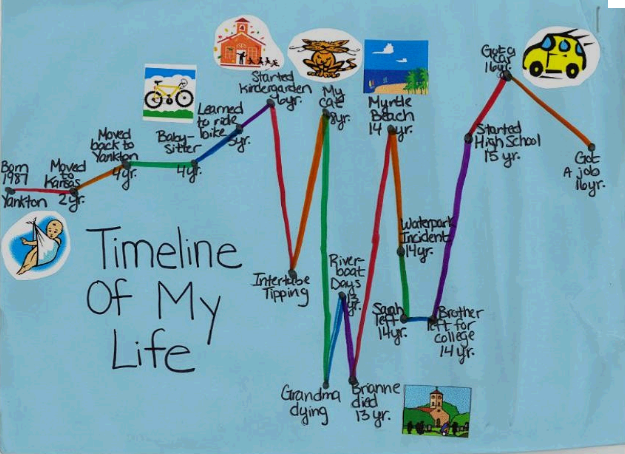 Born
1987
Yankton
Moved
to
Kansas
2 yr.
Moved
back to
Yankton
4 yr.
Baby-
sitter
4 yr.
Learned
to ride
bike
5 yr.
Started
Kindergarden
6 yr.
Intertube
Tipping
My
cat
8 yr.
Grandma
dying
River-
boat
Days
13
yr.
Brianne
died
13 yr.
Myrtle
Beach
14 yr.
Waterpark
Incident
14 yr.
Sarah
left
14 yr.
Brother
left for
college
14 yr.
Started
High School
15 yr.
Got a
car
16 yr.
Got
A job
16 yr.
Timeline
Of My
Life